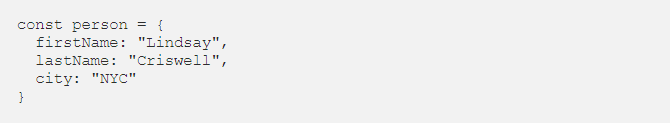 const person = {
  firstName: "Lindsay",
  lastName: "Criswell",
  city: "NYC"
}